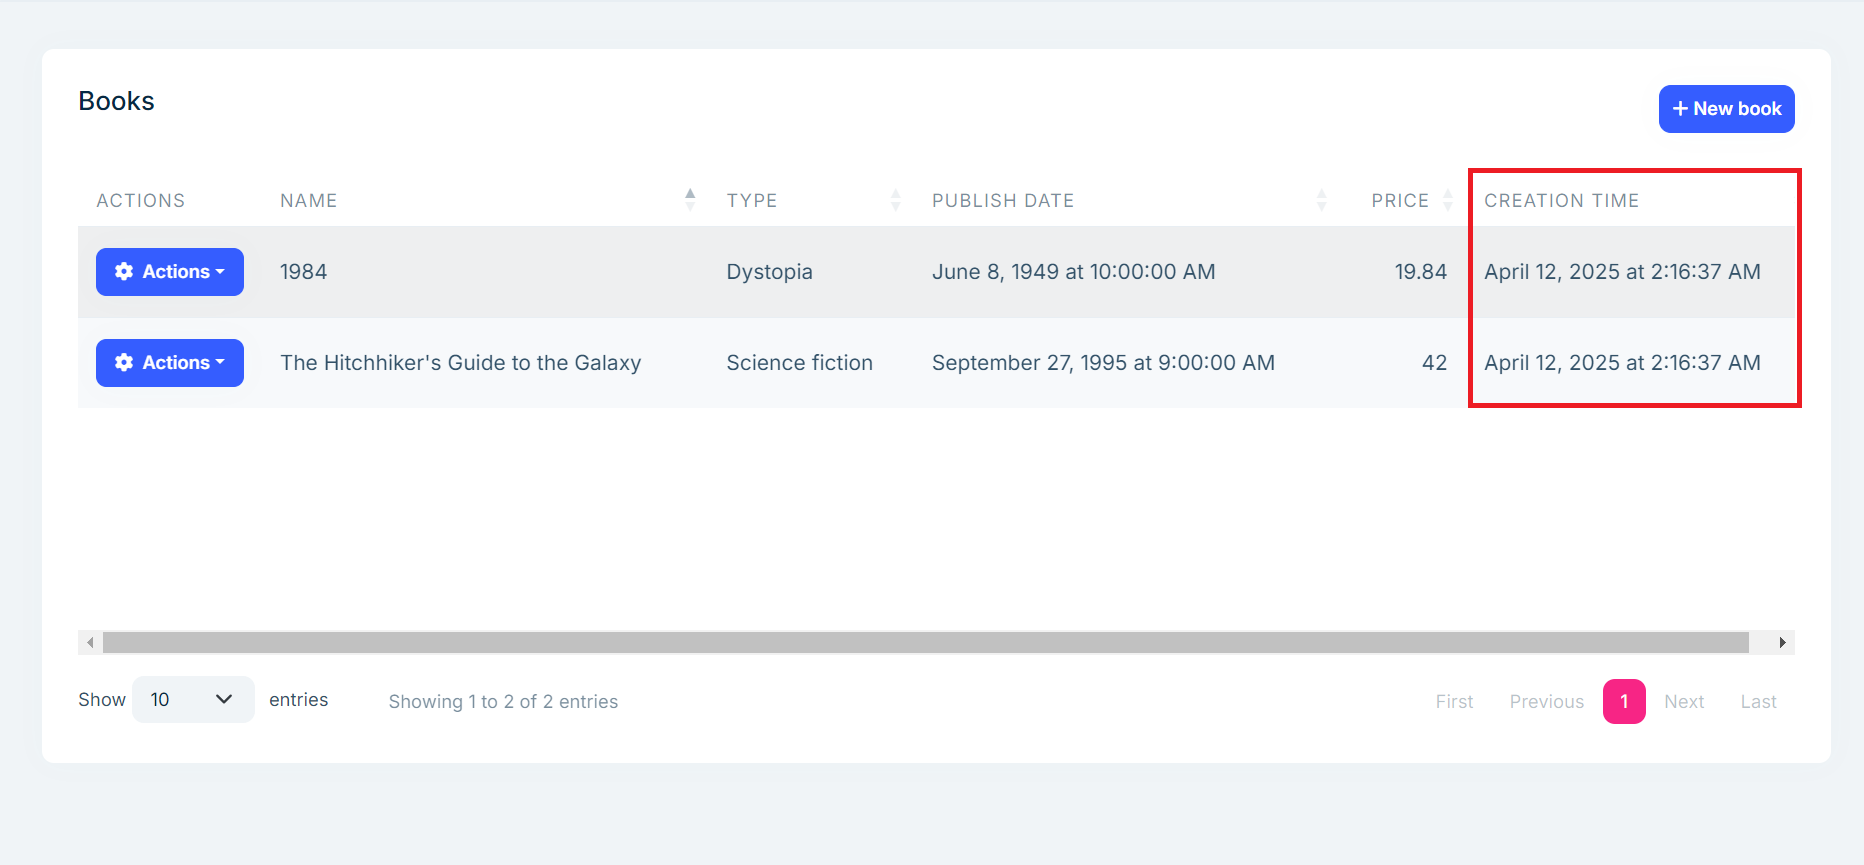 Books
+ New book
ACTIONS NAME TYPE PUBLISH DATE PRICE CREATION TIME
Actions 1984 Dystopia June 8, 1949 at 10:00:00 AM 19.84 April 12, 2025 at 2:16:37 AM
Actions The Hitchhiker's Guide to the Galaxy Science fiction September 27, 1995 at 9:00:00 AM 42 April 12, 2025 at 2:16:37 AM
Show 10 entries Showing 1 to 2 of 2 entries First Previous 1 Next Last